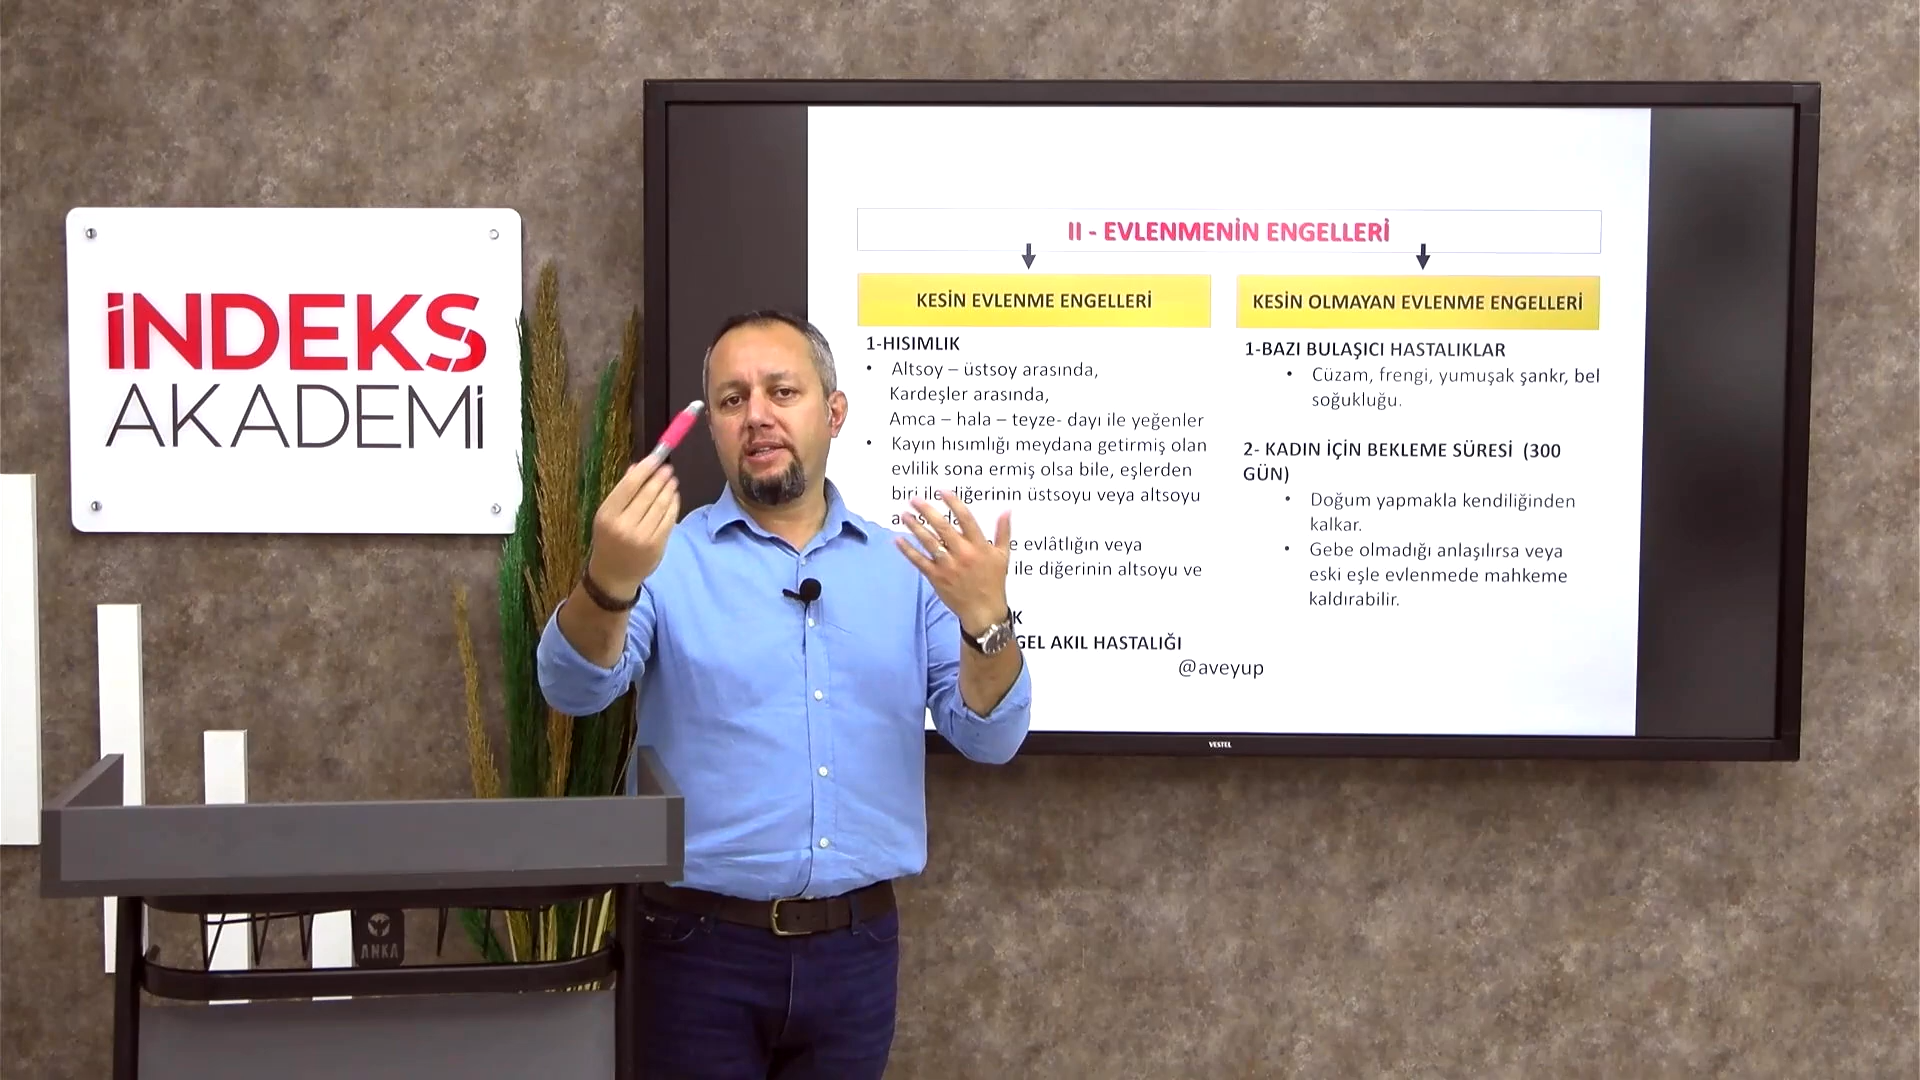 İNDEKS
AKADEMİ
II - EVLENMENİN ENGELLERİ
KESİN EVLENME ENGELLERİ
1-HISIMLIK
• Altsoy – üstsoy arasında,
Kardeşler arasında,
Amca – hala – teyze- dayı ile yeğenler
• Kayın hısımlığı meydana getirmiş olan
evlilik sona ermiş olsa bile, eşlerden
biri ile diğerinin üstsoyu veya altsoyu
evlâtlığın veya
ile diğerinin altsoyu ve
AKIL HASTALIĞI
KESİN OLMAYAN EVLENME ENGELLERİ
1-BAZI BULAŞICI HASTALIKLAR
• Cüzam, frengi, yumuşak şankr, bel
soğukluğu.
2- KADIN İÇİN BEKLEME SÜRESİ (300
GÜN)
• Doğum yapmakla kendiliğinden
kalkar.
• Gebe olmadığı anlaşılırsa veya
eski eşle evlenmede mahkeme
kaldırabilir.
@aveyup
VESTEL
ANKA